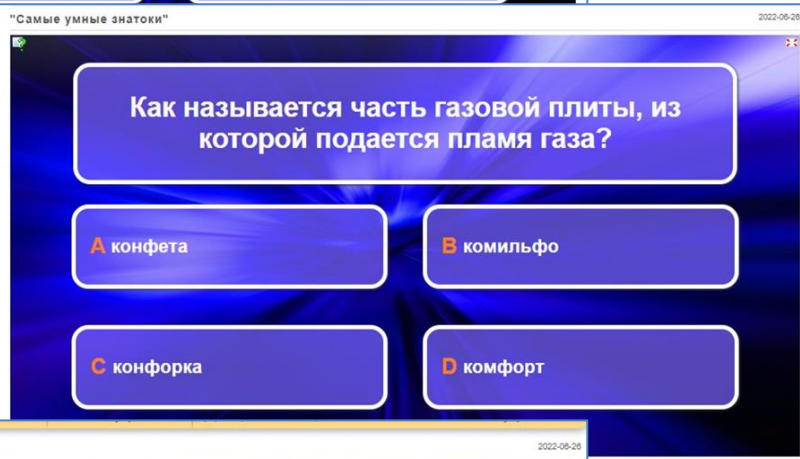 "Самые умные знатоки"
2022-06-26
Как называется часть газовой плиты, из
которой подается пламя газа?
A конфета
B комильфо
C конфорка
D комфорт
2022-06-26